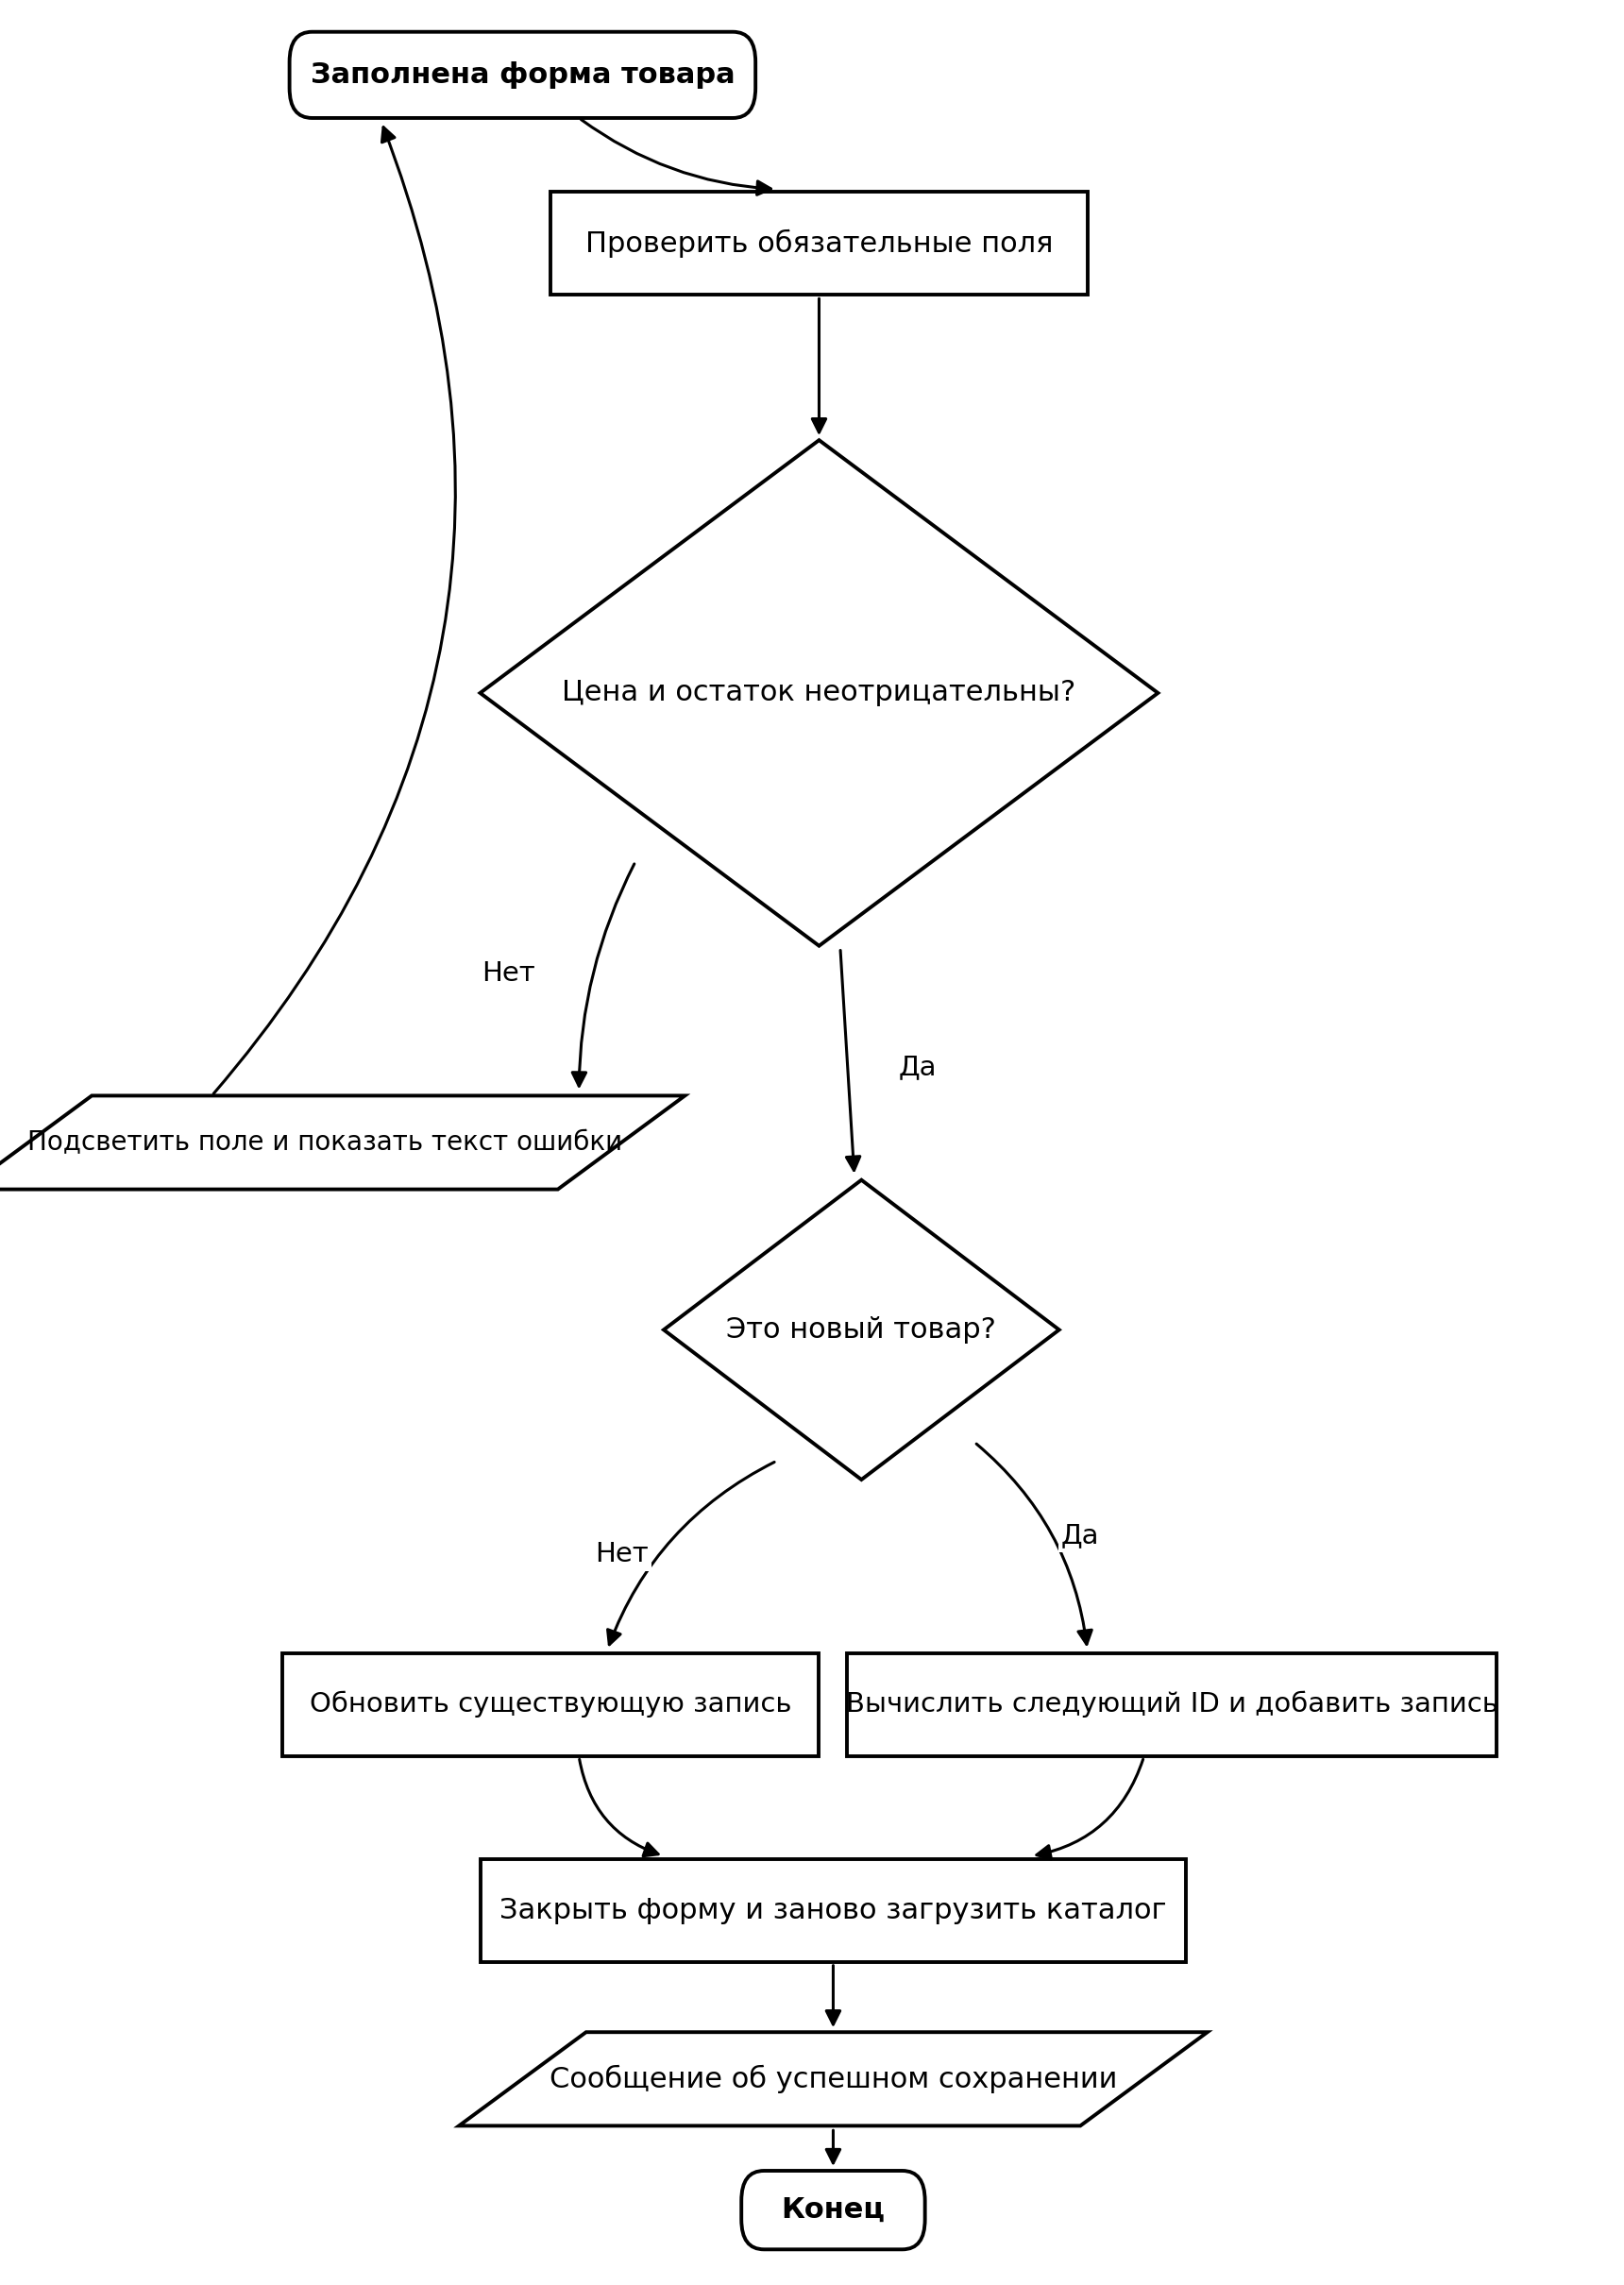 Заполнена форма товара
Проверить обязательные поля
Цена и остаток неотрицательны?
Нет
Да
Подсветить поле и показать текст ошибки
Это новый товар?
Нет
Да
Обновить существующую запись
Вычислить следующий ID и добавить запись
Закрыть форму и заново загрузить каталог
Сообщение об успешном сохранении
Конец